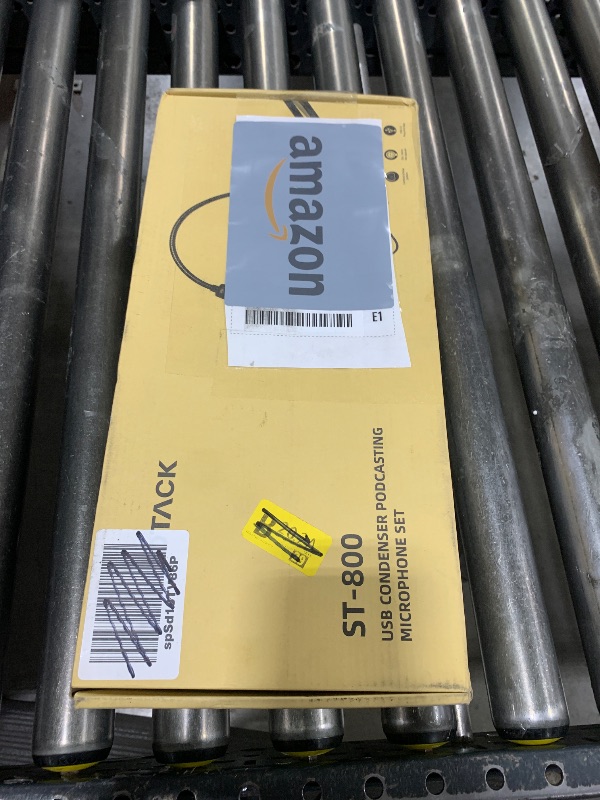 amazon
E1
TACK
ST-800
USB CONDENSER PODCASTING
MICROPHONE SET